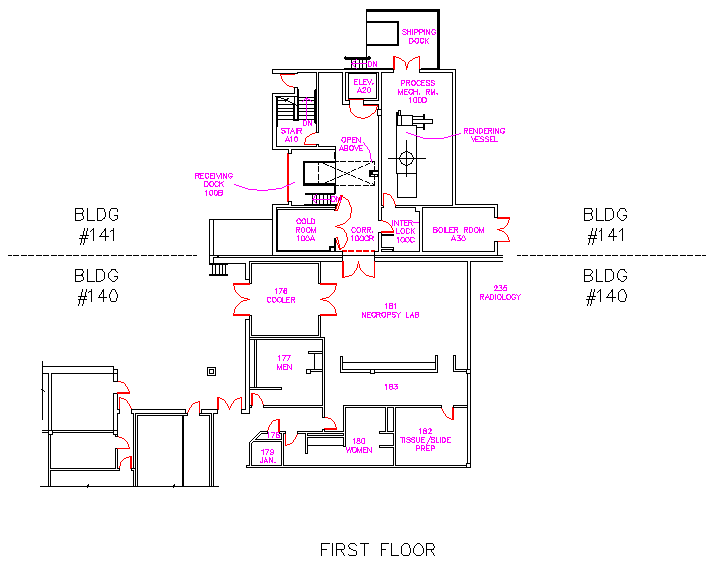 SHIPPING
DOCK
DN
ELEV.
A20
PROCESS
MECH. RM.
100D
DN
STAIR
A10
OPEN
ABOVE
RENDERING
VESSEL
RECEIVING
DOCK
100B
DN
COLD
ROOM
100A
CORR.
100CR
INTER-
LOCK
100C
BOILER ROOM
A30
BLDG
#141
BLDG
#141
BLDG
#140
BLDG
#140
176
COOLER
181
NECROPSY LAB
235
RADIOLOGY
177
MEN
183
178
179
JAN.
180
WOMEN
182
TISSUE/SLIDE
PREP
FIRST FLOOR